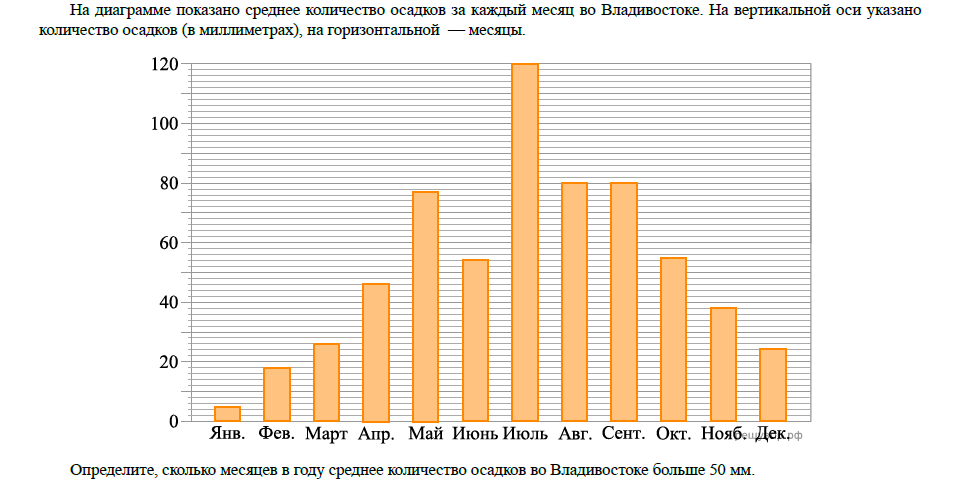 На диаграмме показано среднее количество осадков за каждый месяц во Владивостоке. На вертикальной оси указано
количество осадков (в миллиметрах), на горизонтальной — месяцы.
120
100
80
60
40
20
0
Янв. Фев. Март Апр. Май Июнь Июль Авг. Сент. Окт. Нояб. Дек.
Определите, сколько месяцев в году среднее количество осадков во Владивостоке больше 50 мм.